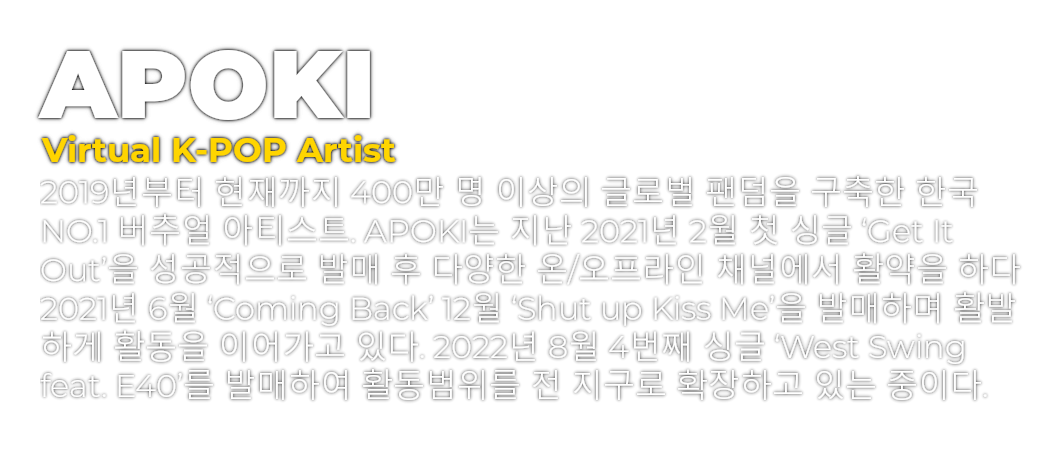 APOKI
Virtual K-POP Artist
2019년부터 현재까지 400만 명 이상의 글로벌 팬덤을 구축한 한국
NO.1 버추얼 아티스트. APOKI는 지난 2021년 2월 첫 싱글 ‘Get It
Out’을 성공적으로 발매 후 다양한 온/오프라인 채널에서 활약을 하다
2021년 6월 ‘Coming Back’ 12월 ‘Shut up Kiss Me’을 발매하며 활발
하게 활동을 이어가고 있다. 2022년 8월 4번째 싱글 ‘West Swing
feat. E40’를 발매하여 활동범위를 전 지구로 확장하고 있는 중이다.